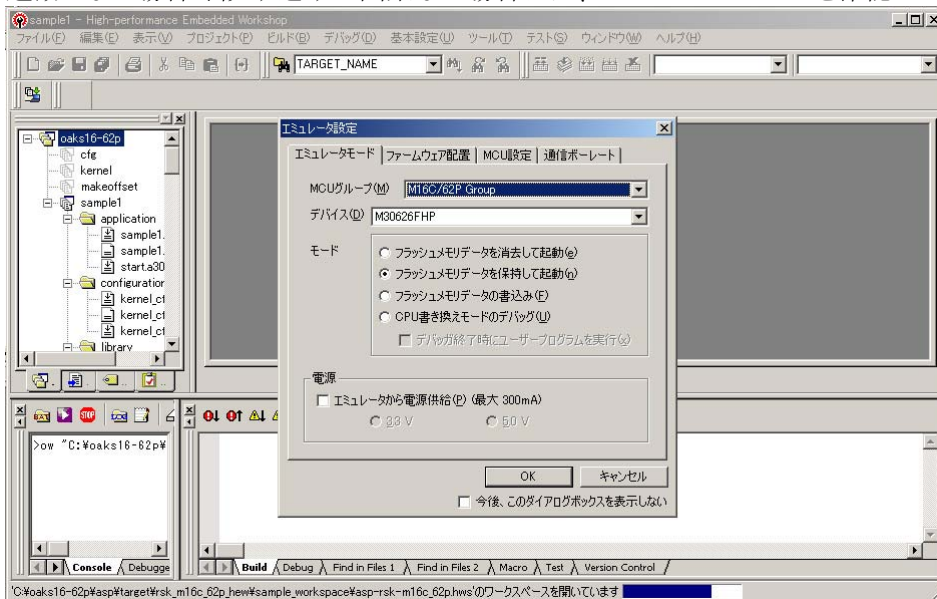 sample1 - High-performance Embedded Workshop
ファイル(F) 編集(E) 表示(V) プロジェクト(P) ビルド(B) デバッグ(D) 基本設定(U) ツール(T) テスト(S) ウィンドウ(W) ヘルプ(H)
TARGET_NAME
oaks16-62p
cfg
kernel
makeoffset
sample1
application
sample1.
sample1.
start.a30
configuration
kernel_cf
kernel_cf
kernel_cf
library
エミュレータ設定
エミュレータモード ファームウェア配置 MCU設定 通信ボーレート
MCUグループ(M) M16C/62P Group
デバイス(D) M30626FHP
モード
フラッシュメモリデータを消去して起動(e)
フラッシュメモリデータを保持して起動(n)
フラッシュメモリデータの書込み(F)
CPU書き換えモードのデバッグ(U)
デバッガ終了時にユーザープログラムを実行(x)
電源
エミュレータから電源供給(P) (最大 300mA)
3.3 V 5.0 V
OK キャンセル
今後、このダイアログボックスを表示しない
>ow "C:¥oaks16-62p¥
Console Debugge
Build Debug Find in Files 1 Find in Files 2 Macro Test Version Control
'C:¥oaks16-62p¥asp¥target¥rsk_m16c_62p_hew¥sample_workspace¥asp-rsk-m16c_62p.hws'のワークスペースを開いています